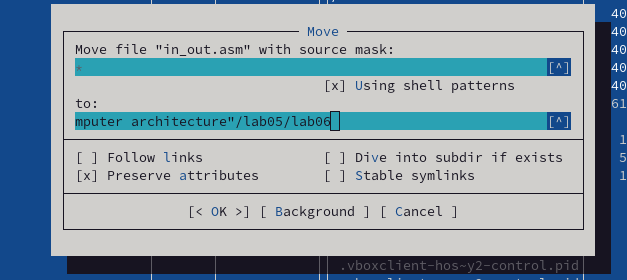 Move
Move file "in_out.asm" with source mask:
* [^]
[x] Using shell patterns
to:
mputer architecture"/lab05/lab06 [^]
[ ] Follow links [ ] Dive into subdir if exists
[x] Preserve attributes [ ] Stable symlinks
[< OK >] [ Background ] [ Cancel ]
.vboxclient-hos~y2-control.pid
40
40
40
40
61
1
5
1